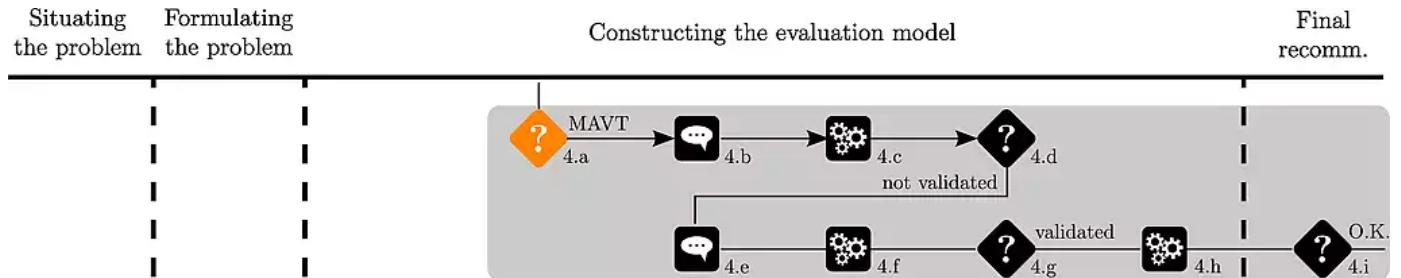 Situating
the problem
Formulating
the problem
Constructing the evaluation model
Final
recomm.
? MAVT
4.a
4.b
4.c
?
4.d
not validated
4.e
4.f
? validated
4.g
4.h
? O.K.
4.i